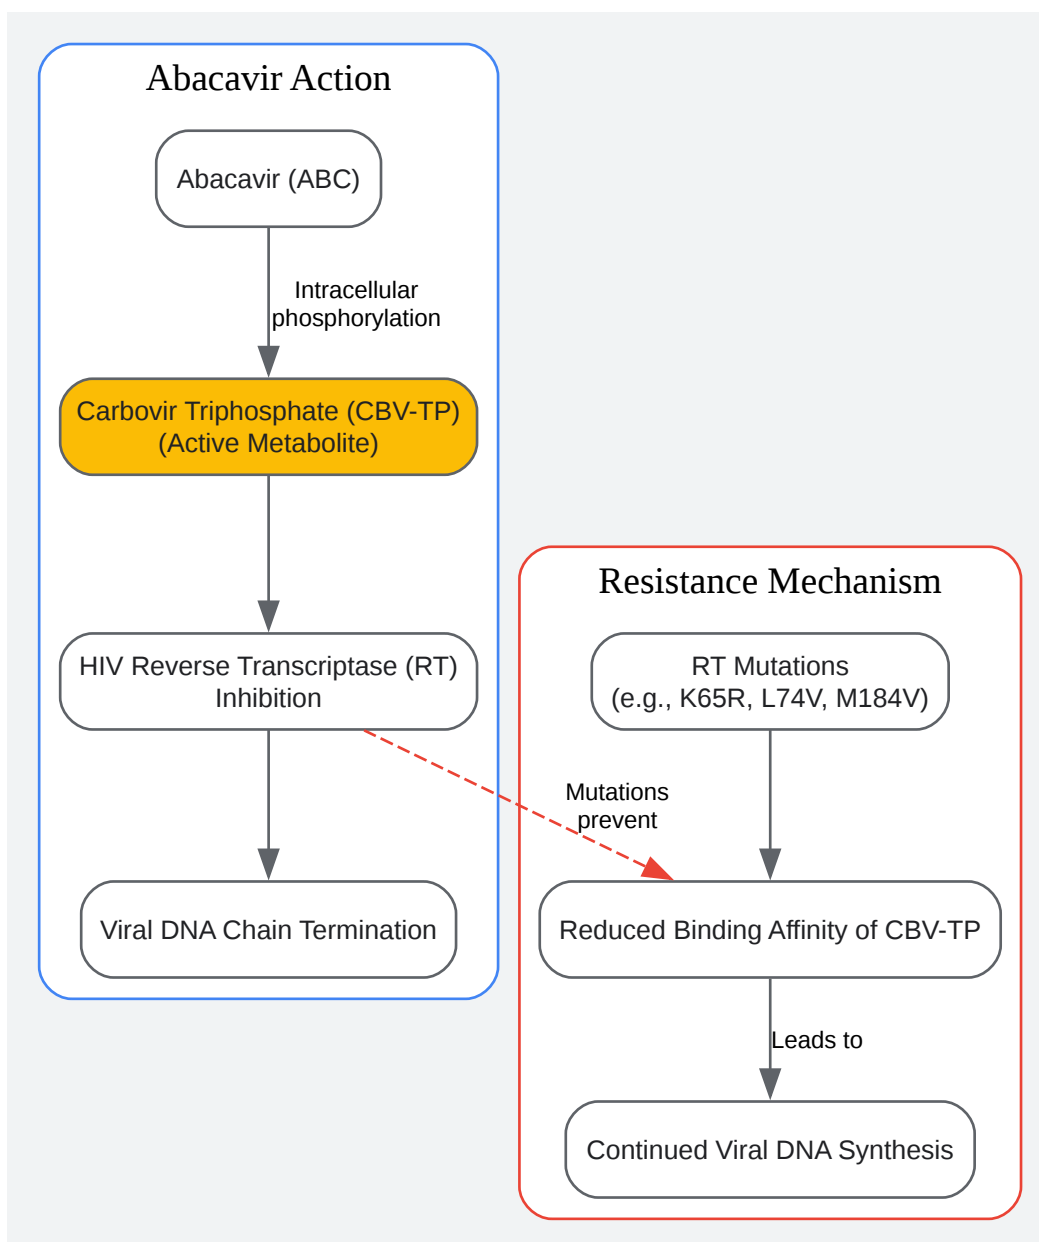 Abacavir Action
Abacavir (ABC)
Intracellular
phosphorylation
Carbovir Triphosphate (CBV-TP)
(Active Metabolite)
HIV Reverse Transcriptase (RT)
Inhibition
Viral DNA Chain Termination
Resistance Mechanism
RT Mutations
(e.g., K65R, L74V, M184V)
Mutations
prevent
Reduced Binding Affinity of CBV-TP
Leads to
Continued Viral DNA Synthesis